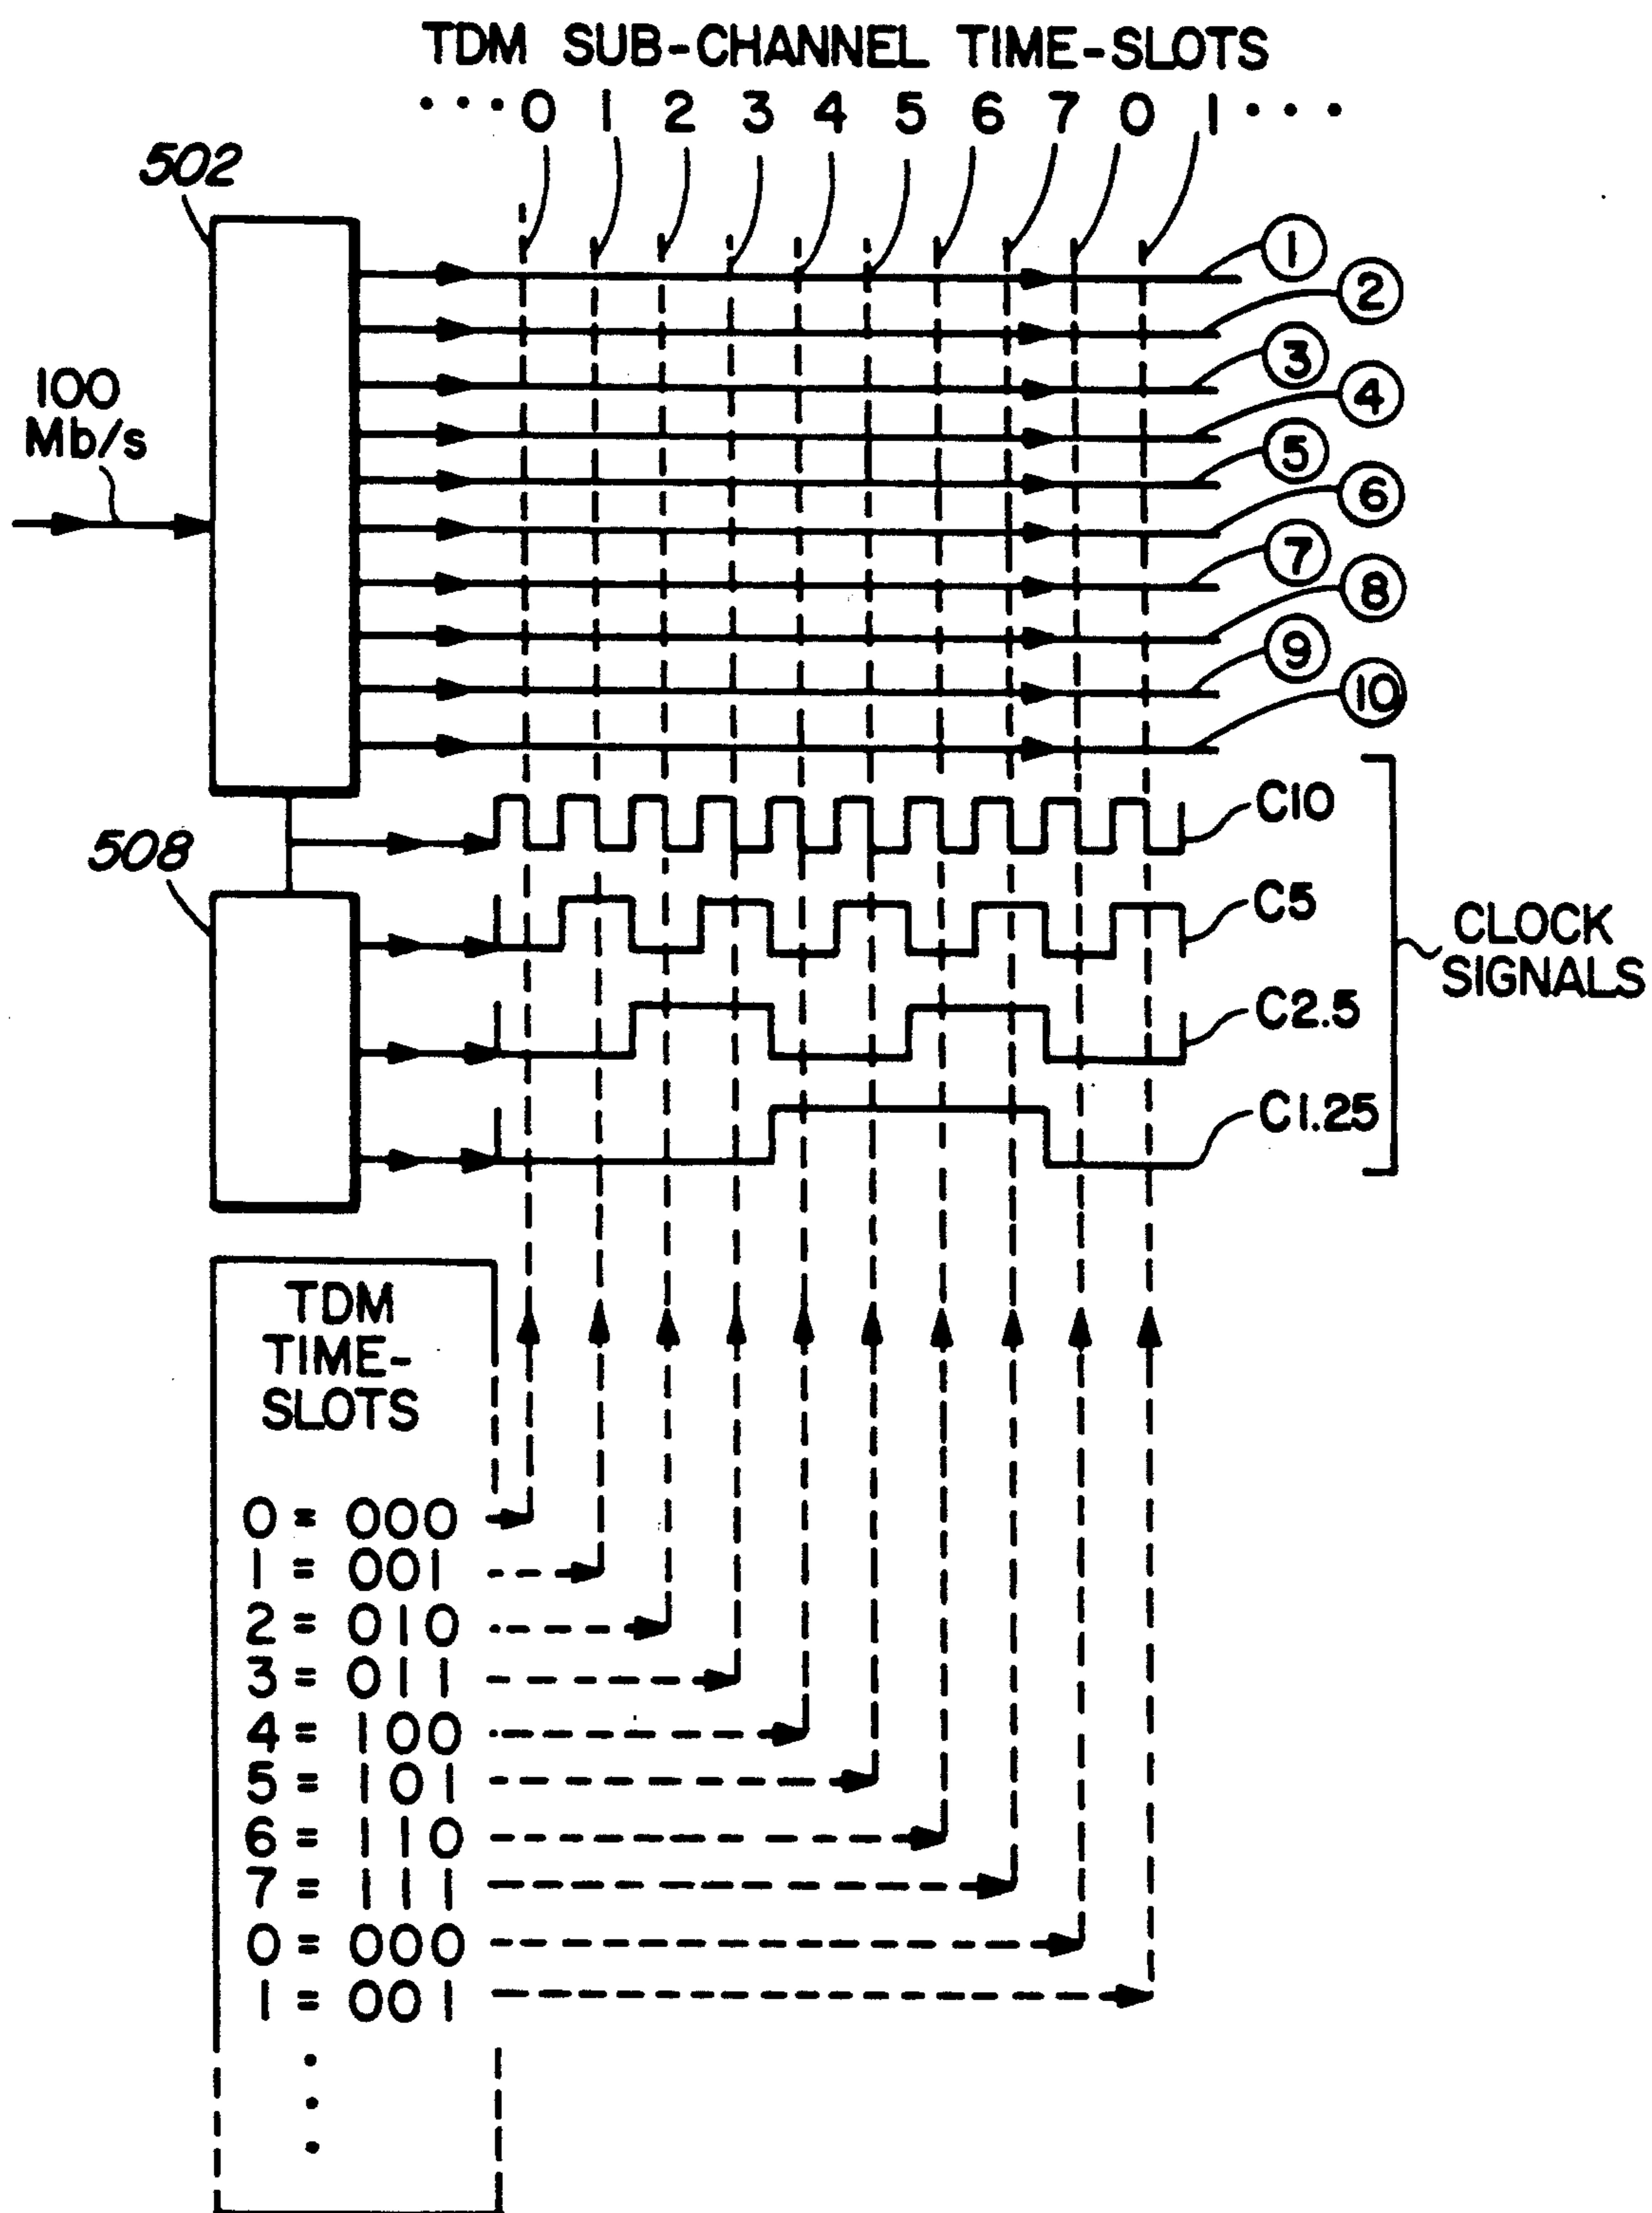 TDM SUB-CHANNEL TIME-SLOTS
...0 1 2 3 4 5 6 7 0 1...
502
1
2
3
4
5
6
7
8
9
10
100
Mb/s
C10
508
C5
CLOCK
SIGNALS
C2.5
C1.25
TDM
TIME-
SLOTS
0 = 000
1 = 001
2 = 010
3 = 011
4 = 100
5 = 101
6 = 110
7 = 111
0 = 000
1 = 001